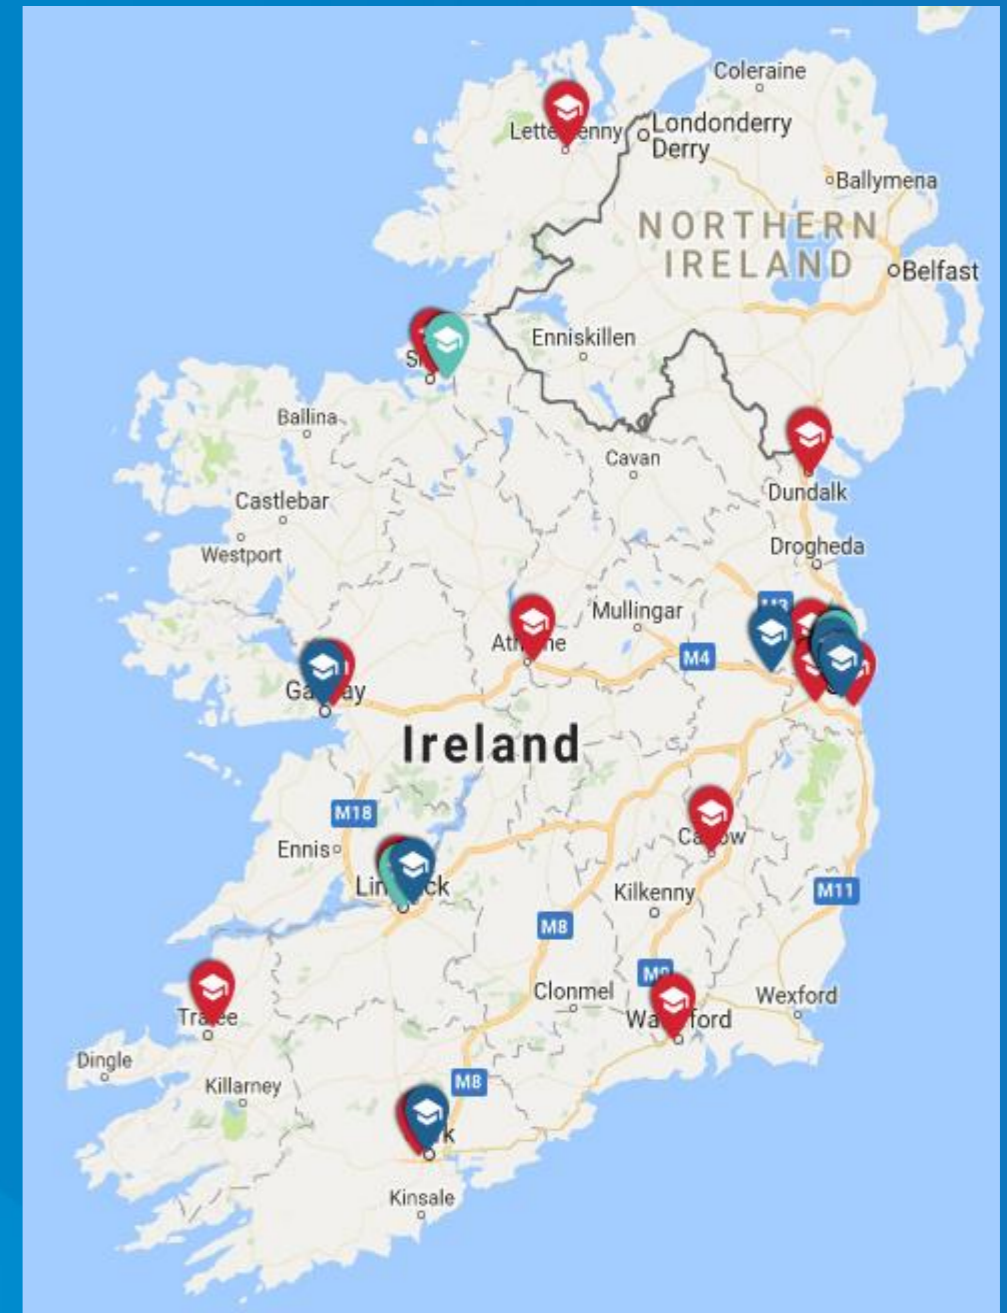 Coleraine
Londonderry
Derry
Ballymena
NORTHERN
IRELAND
Belfast
Enniskillen
Ballina
Cavan
Dundalk
Castlebar
Westport
Drogheda
Mullingar
M4
Ireland
M18
Ennis
Kilkenny
M11
M8
Clonmel
Wexford
Dingle
Killarney
M8
Kinsale